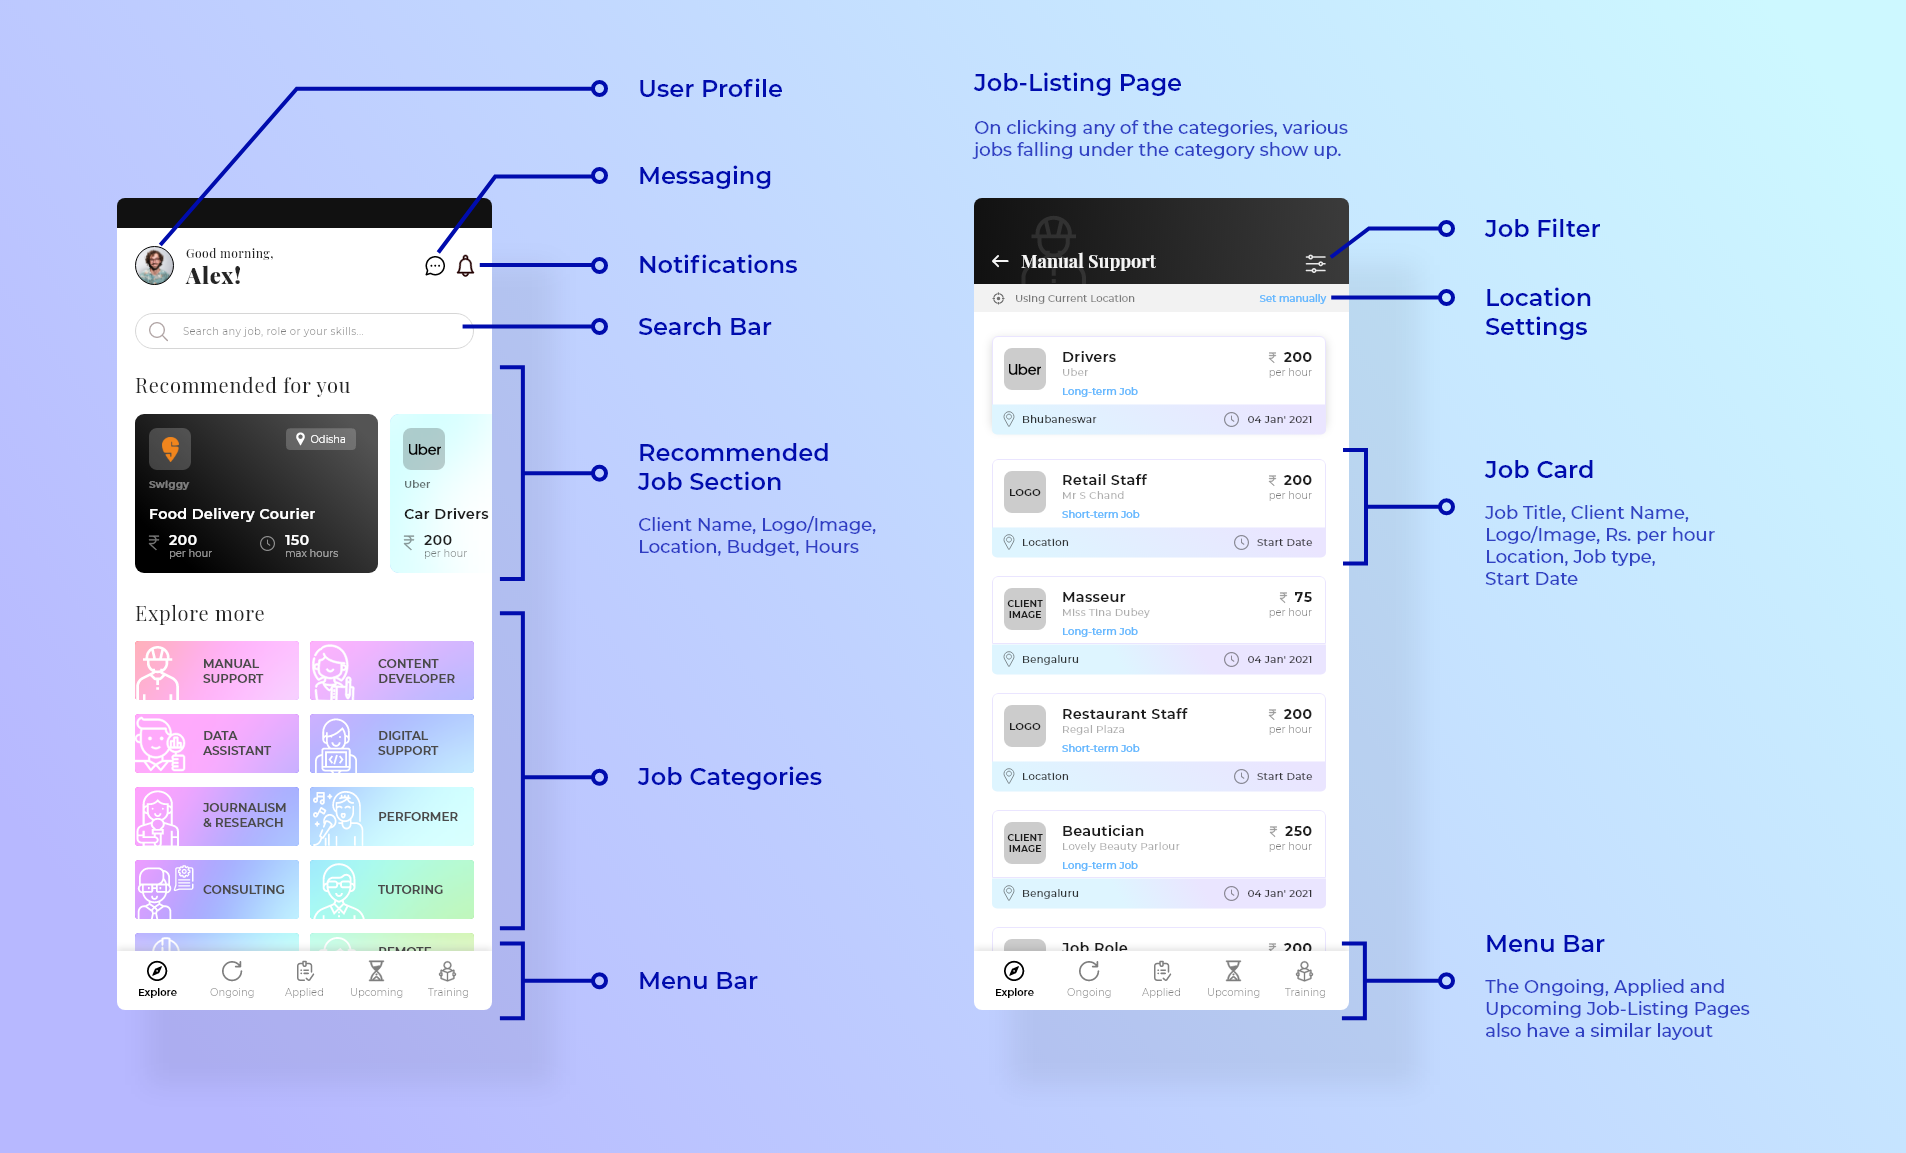 User Profile
Messaging
Notifications
Search Bar
Recommended
Job Section
Client Name, Logo/Image,
Location, Budget, Hours
Job Categories
Menu Bar
Good morning,
Alex!
Search any job, role or your skills...
Recommended for you
Odisha
Swiggy
Food Delivery Courier
₹ 200
per hour
150
max hours
Uber
Uber
Car Drivers
₹ 200
per hour
Explore more
MANUAL
SUPPORT
CONTENT
DEVELOPER
DATA
ASSISTANT
DIGITAL
SUPPORT
JOURNALISM
& RESEARCH
PERFORMER
CONSULTING
TUTORING
REMOTE
Explore
Ongoing
Applied
Upcoming
Training
Job-Listing Page
On clicking any of the categories, various
jobs falling under the category show up.
Manual Support
Using Current Location
Set manually
Uber
Drivers
Uber
Long-term Job
₹ 200
per hour
Bhubaneswar
04 Jan' 2021
LOGO
Retail Staff
Mr S Chand
Short-term Job
₹ 200
per hour
Location
Start Date
CLIENT
IMAGE
Masseur
Miss Tina Dubey
Long-term Job
₹ 75
per hour
Bengaluru
04 Jan' 2021
LOGO
Restaurant Staff
Regal Plaza
Short-term Job
₹ 200
per hour
Location
Start Date
CLIENT
IMAGE
Beautician
Lovely Beauty Parlour
Long-term Job
₹ 250
per hour
Bengaluru
04 Jan' 2021
Job Role
₹ 200
Explore
Ongoing
Applied
Upcoming
Training
Job Filter
Location
Settings
Job Card
Job Title, Client Name,
Logo/Image, Rs. per hour
Location, Job type,
Start Date
Menu Bar
The Ongoing, Applied and
Upcoming Job-Listing Pages
also have a similar layout